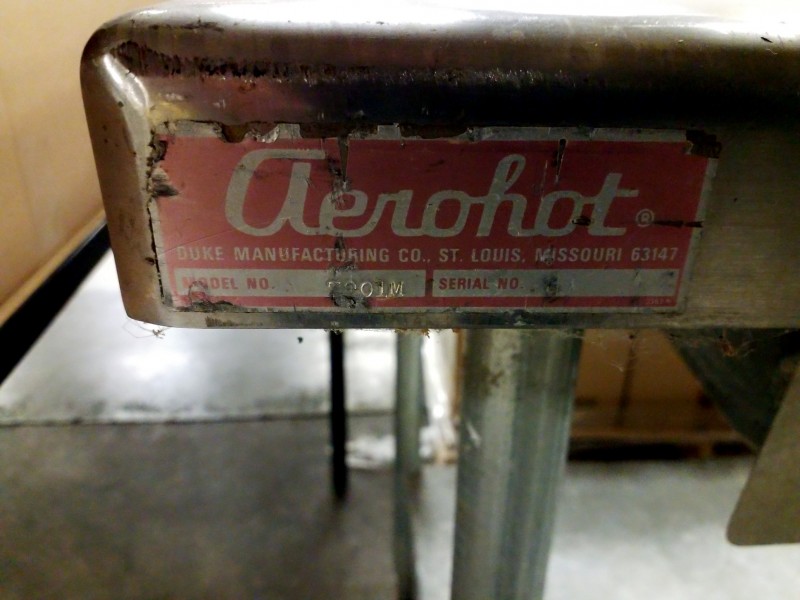 Aerohot®
DUKE MANUFACTURING CO., ST. LOUIS, MISSOURI 63147
MODEL NO.
SERIAL NO.